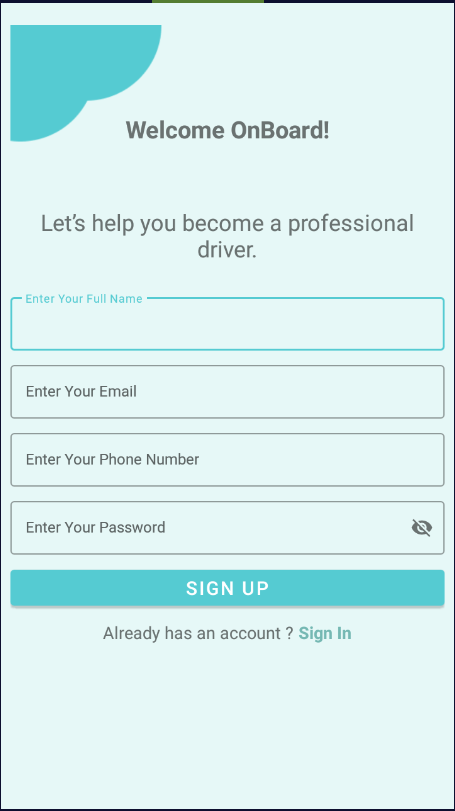 Welcome OnBoard!
Let's help you become a professional
driver.
Enter Your Full Name
Enter Your Email
Enter Your Phone Number
Enter Your Password
SIGN UP
Already has an account ? Sign In